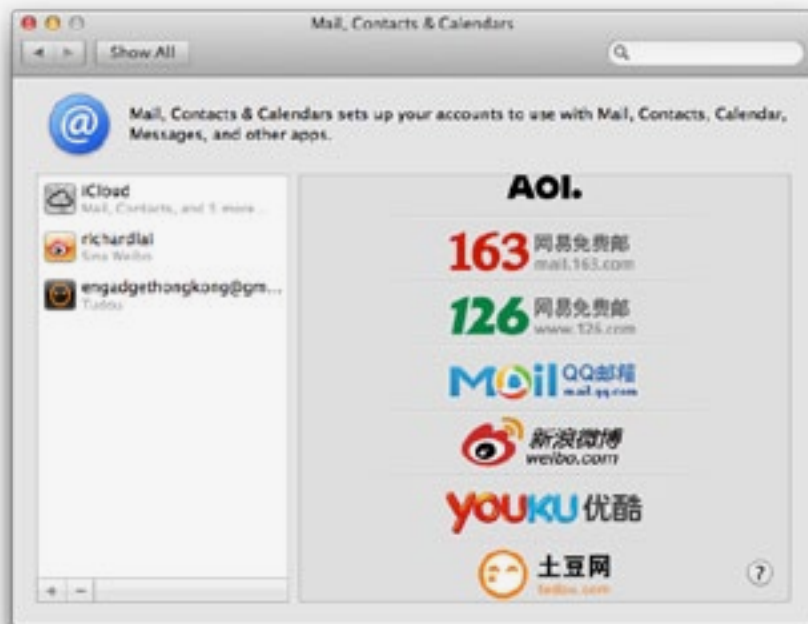 Mail, Contacts & Calendars
Show All
Mail, Contacts & Calendars sets up your accounts to use with Mail, Contacts, Calendar,
Messages, and other apps.
iCloud
Mail, Contacts, and 5 more...
richardlai
Sina Weibo
engadgethongkong@gm...
Tudou
Aol.
163 网易免费邮
mail.163.com
126 网易免费邮
www.126.com
Mail QQ邮箱
mail.qq.com
新浪微博
weibo.com
YOUKU 优酷
土豆网
tudou.com
?